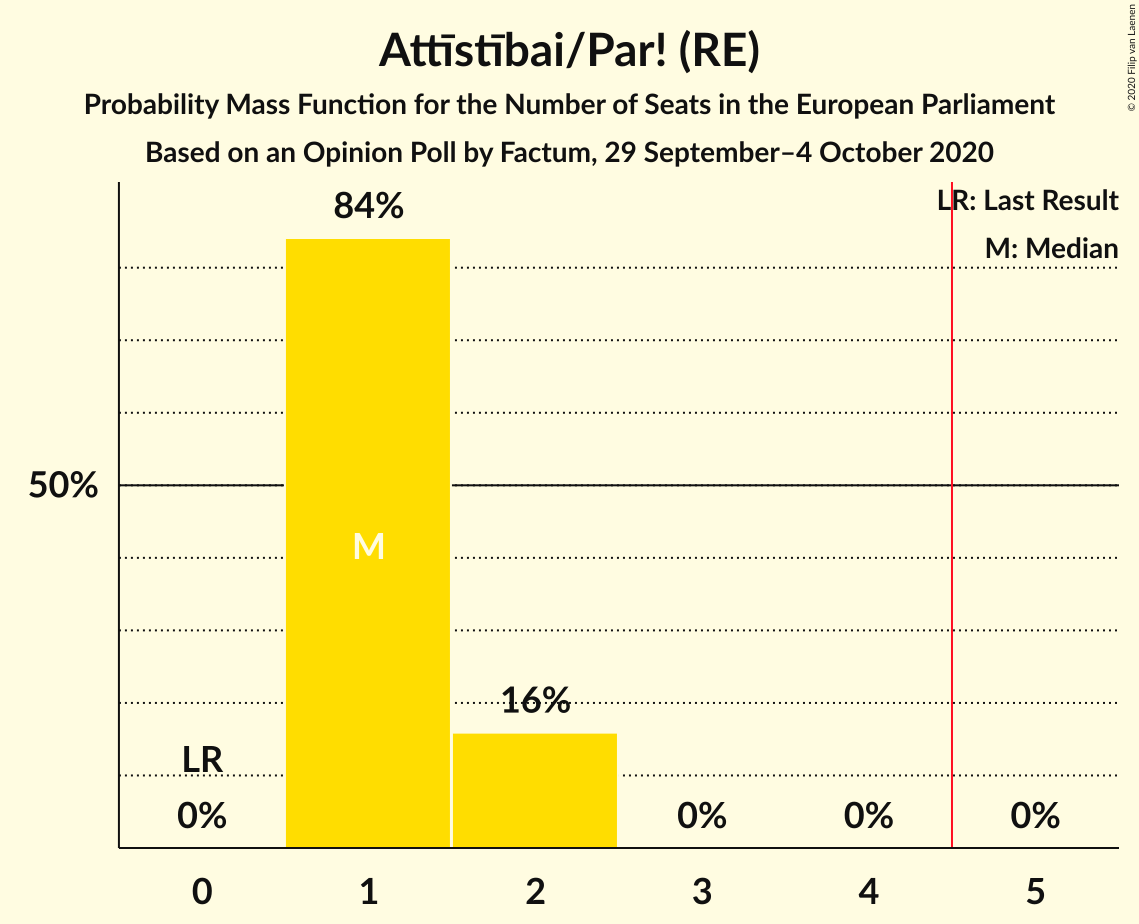 Attīstībai/Par! (RE)
Probability Mass Function for the Number of Seats in the European Parliament
Based on an Opinion Poll by Factum, 29 September–4 October 2020
© 2020 Filip van Laenen
LR: Last Result
M: Median
84%
50%
M
16%
LR
0%
0%
0%
0%
0
1
2
3
4
5